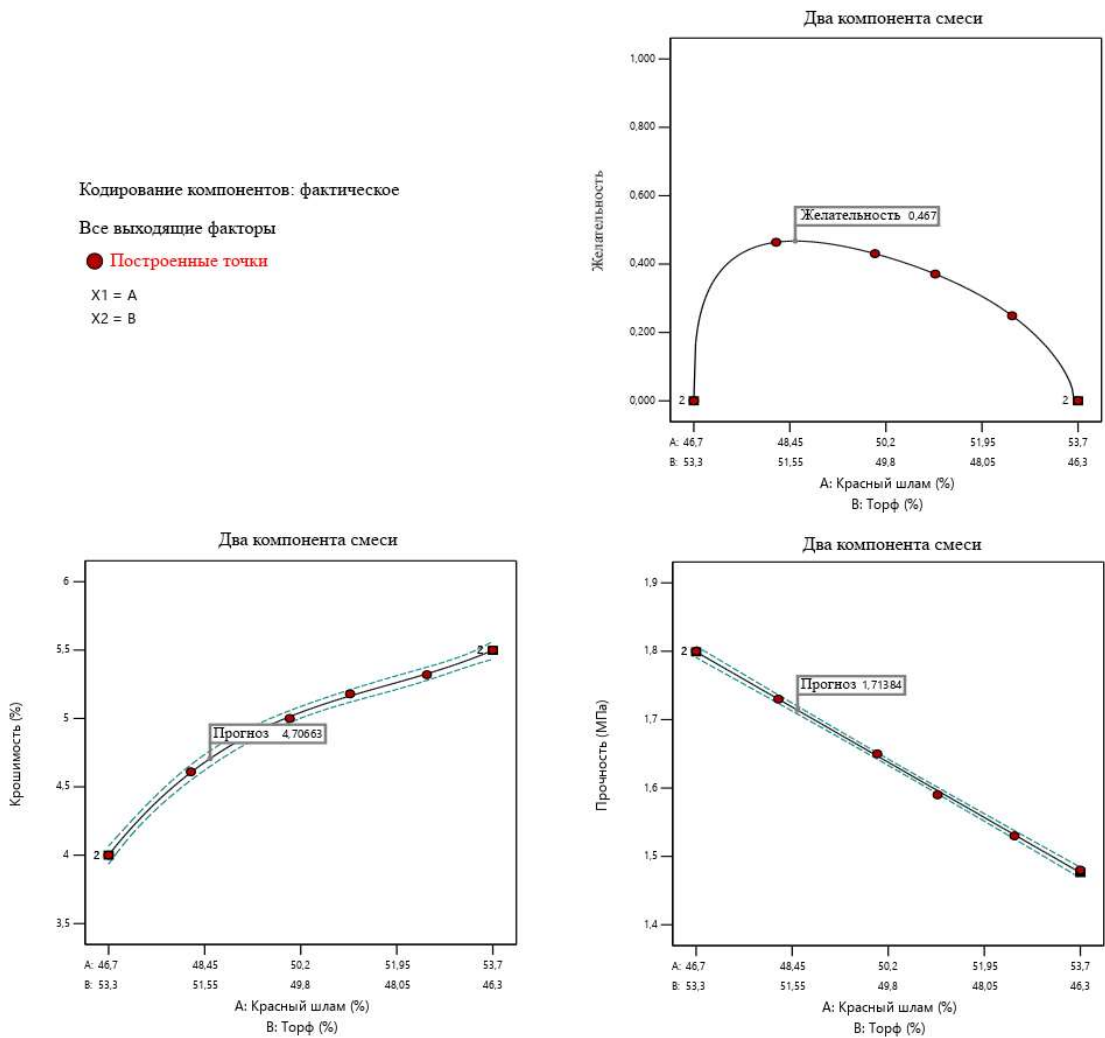 Два компонента смеси
1,000
0,800
0,600
0,400
0,200
0,000
Желательность
Желательность 0,467
2
2
A: 46,7 48,45 50,2 51,95 53,7
B: 53,3 51,55 49,8 48,05 46,3
A: Красный шлам (%)
B: Торф (%)
Кодирование компонентов: фактическое
Все выходящие факторы
Построенные точки
X1 = A
X2 = B
Два компонента смеси
6
5,5
5
4,5
4
3,5
Крошимость (%)
Прогноз 4,70663
2
2
A: 46,7 48,45 50,2 51,95 53,7
B: 53,3 51,55 49,8 48,05 46,3
A: Красный шлам (%)
B: Торф (%)
Два компонента смеси
1,9
1,8
1,7
1,6
1,5
1,4
Прочность (МПа)
Прогноз 1,71384
2
A: 46,7 48,45 50,2 51,95 53,7
B: 53,3 51,55 49,8 48,05 46,3
A: Красный шлам (%)
B: Торф (%)